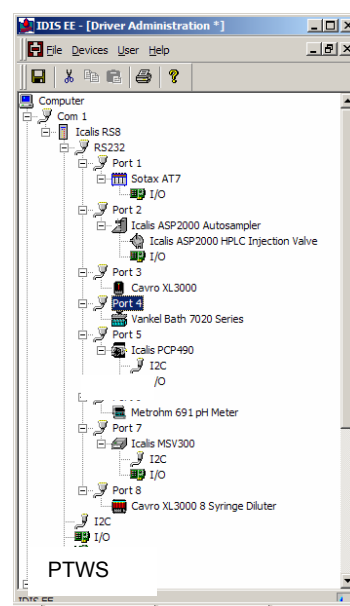 IDIS EE - [Driver Administration *]
File Devices User Help
Computer
Com 1
Icalis RS8
RS232
Port 1
Sotax AT7
I/O
Port 2
Icalis ASP2000 Autosampler
Icalis ASP2000 HPLC Injection Valve
I/O
Port 3
Cavro XL3000
Port 4
Vankel Bath 7020 Series
Port 5
Icalis PCP490
I2C
/O
Metrohm 691 pH Meter
Port 7
Icalis MSV300
I2C
I/O
Port 8
Cavro XL3000 8 Syringe Diluter
I2C
I/O
PTWS
IDIS EE